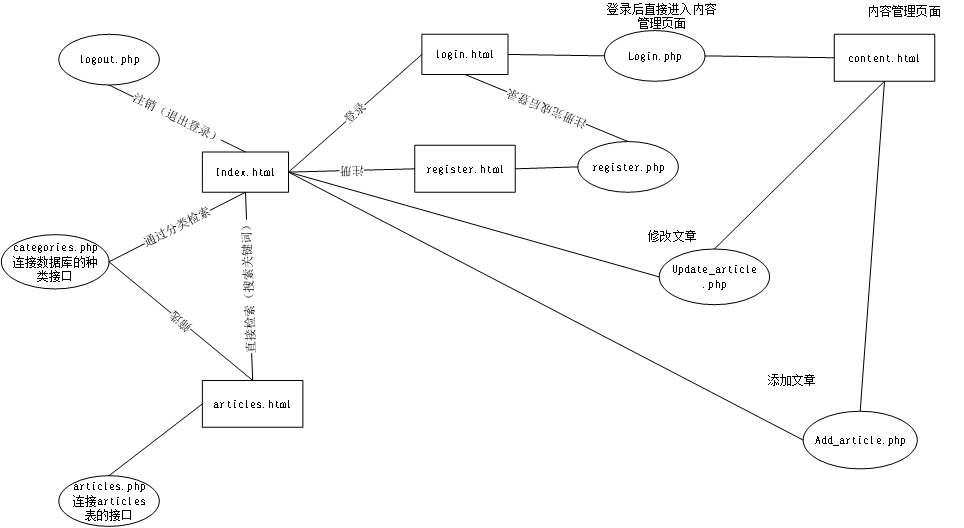 登录后直接进入内容
管理页面
内容管理页面
logout.php
login.html
Login.php
content.html
注销（退出登录）
登录
注册完成后登录
Index.html
注册
register.html
register.php
通过分类检索
修改文章
categories.php
连接数据库的种
类接口
直接检索（搜索关键词）
Update_article
.php
筛选
添加文章
articles.html
Add_article.php
articles.php
连接articles
表的接口